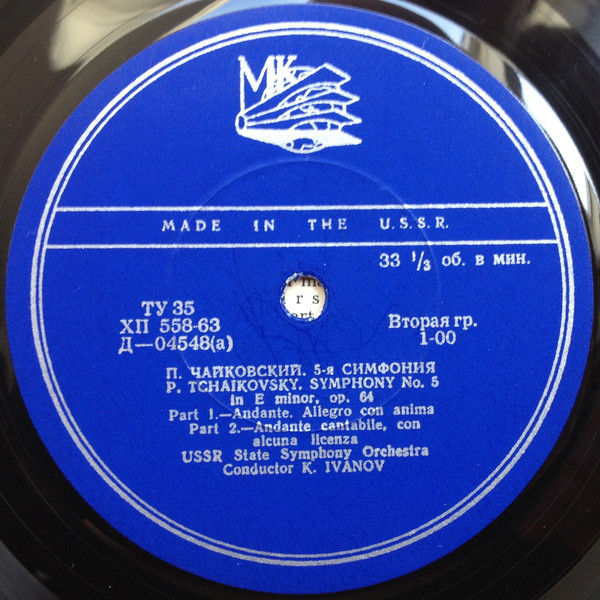 МК
MADE IN THE U.S.S.R.
33 ⅓ об. в мин.
ТУ 35
ХП 558-63
Д—04548(а)
Вторая гр.
1-00
П. ЧАЙКОВСКИЙ. 5-я СИМФОНИЯ
P. TCHAIKOVSKY. SYMPHONY No. 5
in E minor, op. 64
Part 1.—Andante. Allegro con anima
Part 2.—Andante cantabile, con
alcuna licenza
USSR State Symphony Orchestra
Conductor K. IVANOV